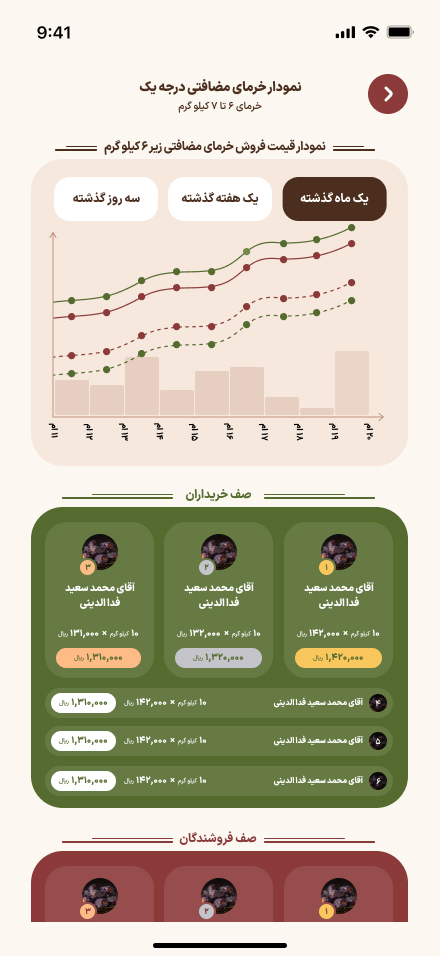 9:41
نمودار خرمای مضافتی درجه یک
خرمای ۶ تا ۷ کیلو گرم
نمودار قیمت فروش خرمای مضافتی زیر ۶ کیلو گرم
یک ماه گذشته
یک هفته گذشته
سه روز گذشته
۱۱ ام
۱۲ ام
۱۳ ام
۱۴ ام
۱۵ ام
۱۶ ام
۱۷ ام
۱۸ ام
۱۹ ام
۲۰ ام
صف خریداران
۱
آقای محمد سعید
فدا الدینی
۱۰ کیلو گرم × ۱۴۲,۰۰۰ ریال
۱,۴۲۰,۰۰۰ ریال
۲
آقای محمد سعید
فدا الدینی
۱۰ کیلو گرم × ۱۳۲,۰۰۰ ریال
۱,۳۲۰,۰۰۰ ریال
۳
آقای محمد سعید
فدا الدینی
۱۰ کیلو گرم × ۱۳۱,۰۰۰ ریال
۱,۳۱۰,۰۰۰ ریال
۴ آقای محمد سعید فدا الدینی ۱۰ کیلو گرم × ۱۴۲,۰۰۰ ریال ۱,۳۱۰,۰۰۰ ریال
۵ آقای محمد سعید فدا الدینی ۱۰ کیلو گرم × ۱۴۲,۰۰۰ ریال ۱,۳۱۰,۰۰۰ ریال
۶ آقای محمد سعید فدا الدینی ۱۰ کیلو گرم × ۱۴۲,۰۰۰ ریال ۱,۳۱۰,۰۰۰ ریال
صف فروشندگان
۱
۲
۳